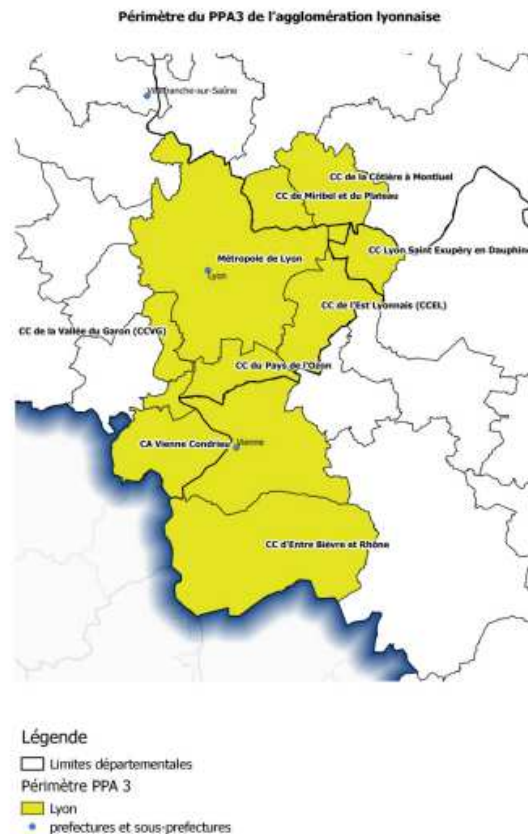 Périmètre du PPA3 de l'agglomération lyonnaise
Villefranche-sur-Saône
CC de la Côtière à Montluel
CC de Miribel et du Plateau
CC Lyon Saint Exupéry en Dauphiné
Métropole de Lyon
Lyon
CC de l'Est Lyonnais (CCEL)
CC de la Vallée du Garon (CCVG)
CC du Pays de l'Ozon
CA Vienne Condrieu
Vienne
CC d'Entre Bièvre et Rhône
Légende
Limites départementales
Périmètre PPA 3
Lyon
prefectures et sous-prefectures